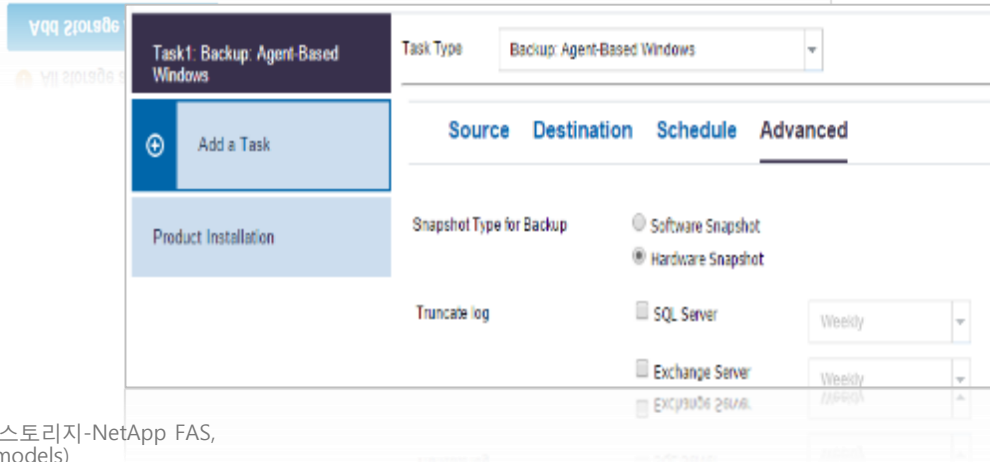 Add Storage
All storage a
Task1: Backup: Agent-Based
Windows
Task Type
Backup: Agent-Based Windows
Add a Task
Source Destination Schedule Advanced
Product Installation
Snapshot Type for Backup
Software Snapshot
Hardware Snapshot
Truncate log
SQL Server
Weekly
Exchange Server
Weekly
스토리지-NetApp FAS,
models)